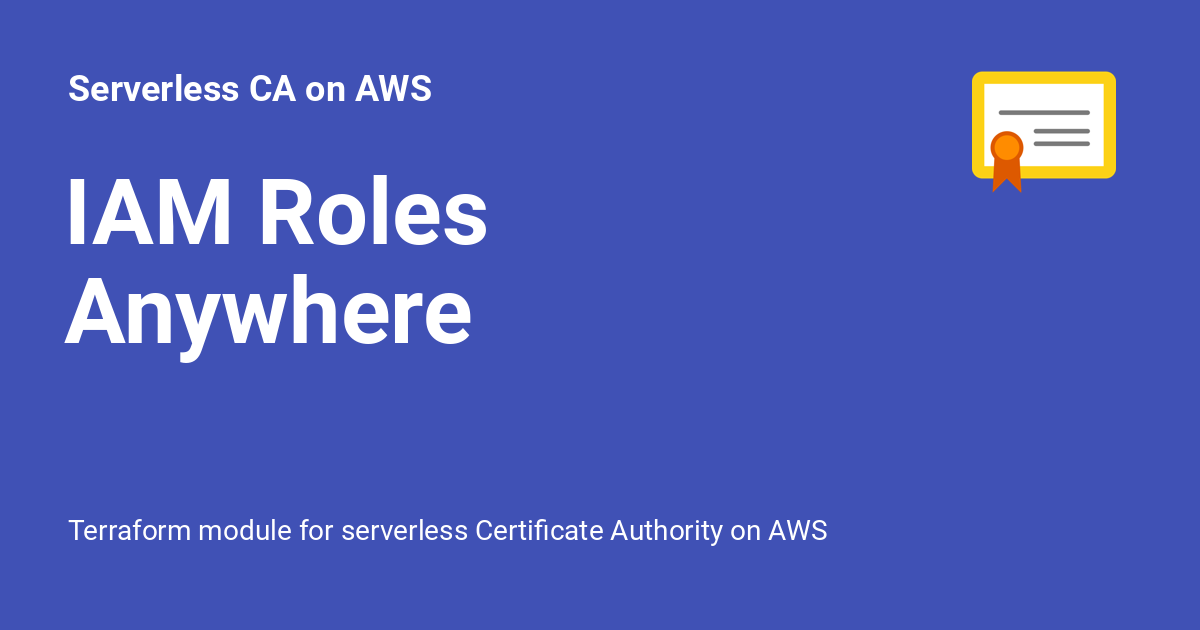 Serverless CA on AWS
IAM Roles
Anywhere
Terraform module for serverless Certificate Authority on AWS